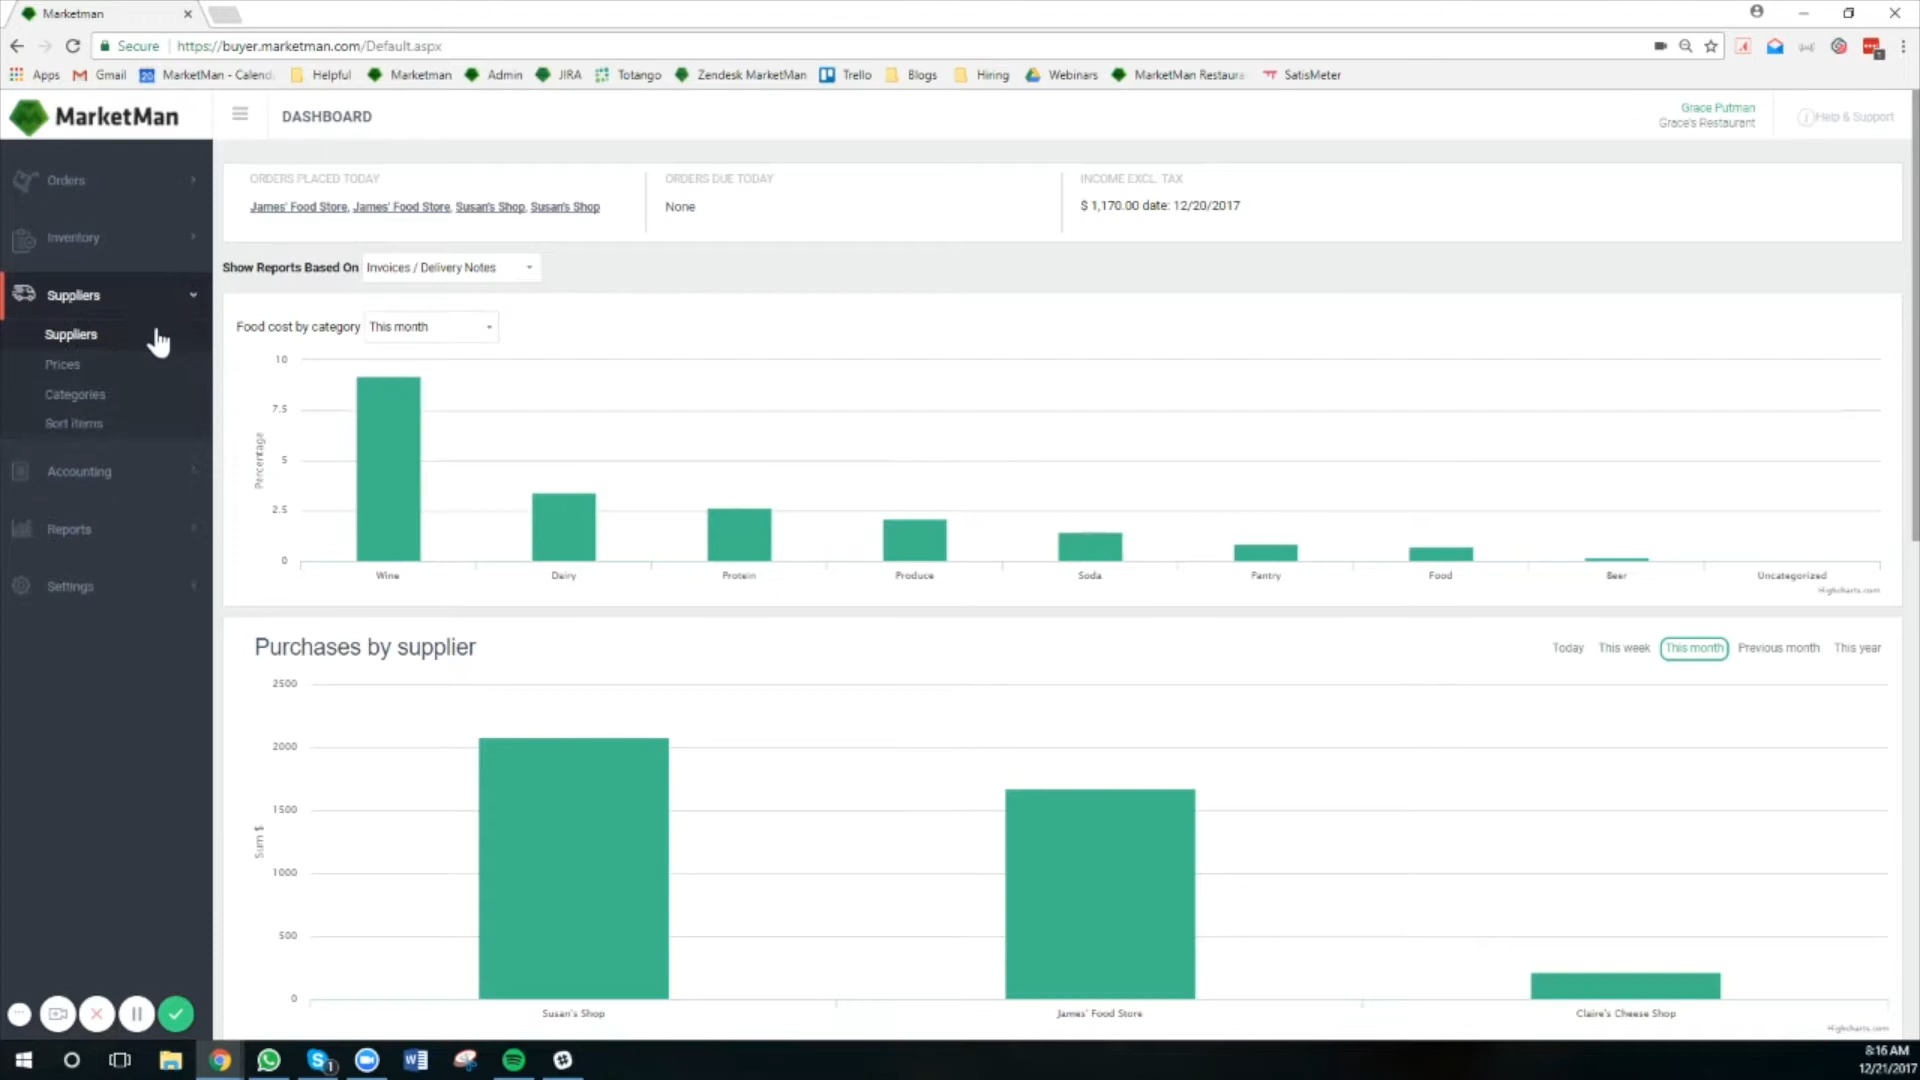 Marketman
Secure
https://buyer.marketman.com/Default.aspx
Apps Gmail 20 MarketMan - Calend Helpful Marketman Admin JIRA Totango Zendesk MarketMan Trello Blogs Hiring Webinars MarketMan Restaura SatisMeter
MarketMan
DASHBOARD
Grace Putman
Grace's Restaurant
Help & Support
Orders
Inventory
Suppliers
Suppliers
Prices
Categories
Sort items
Accounting
Reports
Settings
ORDERS PLACED TODAY
James' Food Store, James' Food Store, Susan's Shop, Susan's Shop
ORDERS DUE TODAY
None
INCOME EXCL. TAX
$ 1,170.00 date: 12/20/2017
Show Reports Based On Invoices / Delivery Notes
Food cost by category This month
10
7.5
5
2.5
0
Percentage
Wine Dairy Protein Produce Soda Pantry Food Beer Uncategorized
Highcharts.com
Purchases by supplier
Today This week This month Previous month This year
2500
2000
1500
1000
500
0
Sum $
Susan's Shop James' Food Store Claire's Cheese Shop
Highcharts.com
1
8:16 AM
12/21/2017